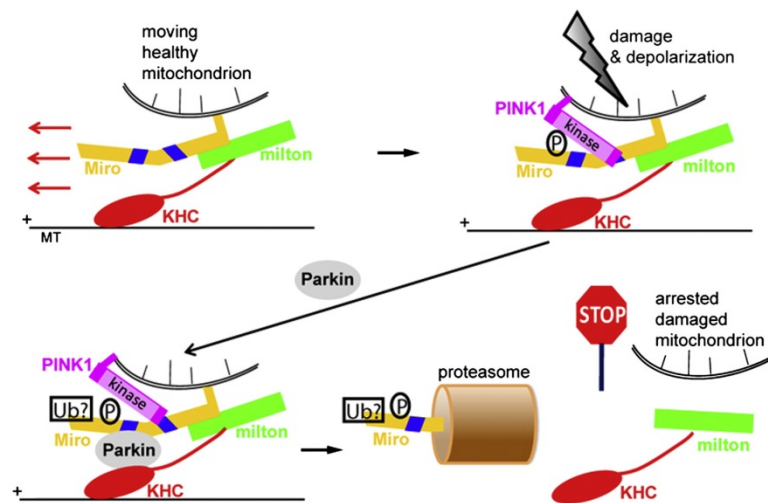 moving
healthy
mitochondrion
Miro
milton
KHC
+
MT
damage
& depolarization
PINK1
kinase
P
Miro
milton
KHC
+
Parkin
PINK1
kinase
Ub?
P
Miro
Parkin
milton
KHC
+
proteasome
Ub?
P
Miro
STOP
arrested
damaged
mitochondrion
milton
KHC